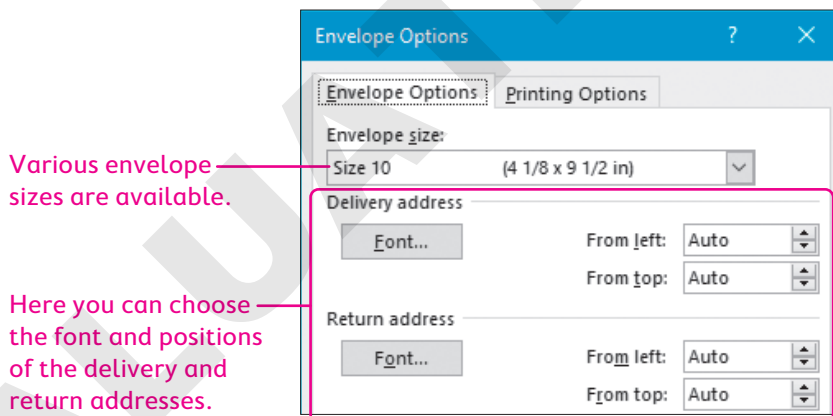 Envelope Options ? ×
Envelope Options Printing Options
Envelope size:
Size 10 (4 1/8 x 9 1/2 in)
Various envelope
sizes are available.
Delivery address
Font... From left: Auto
From top: Auto
Here you can choose
the font and positions
of the delivery and
return addresses.
Return address
Font... From left: Auto
From top: Auto